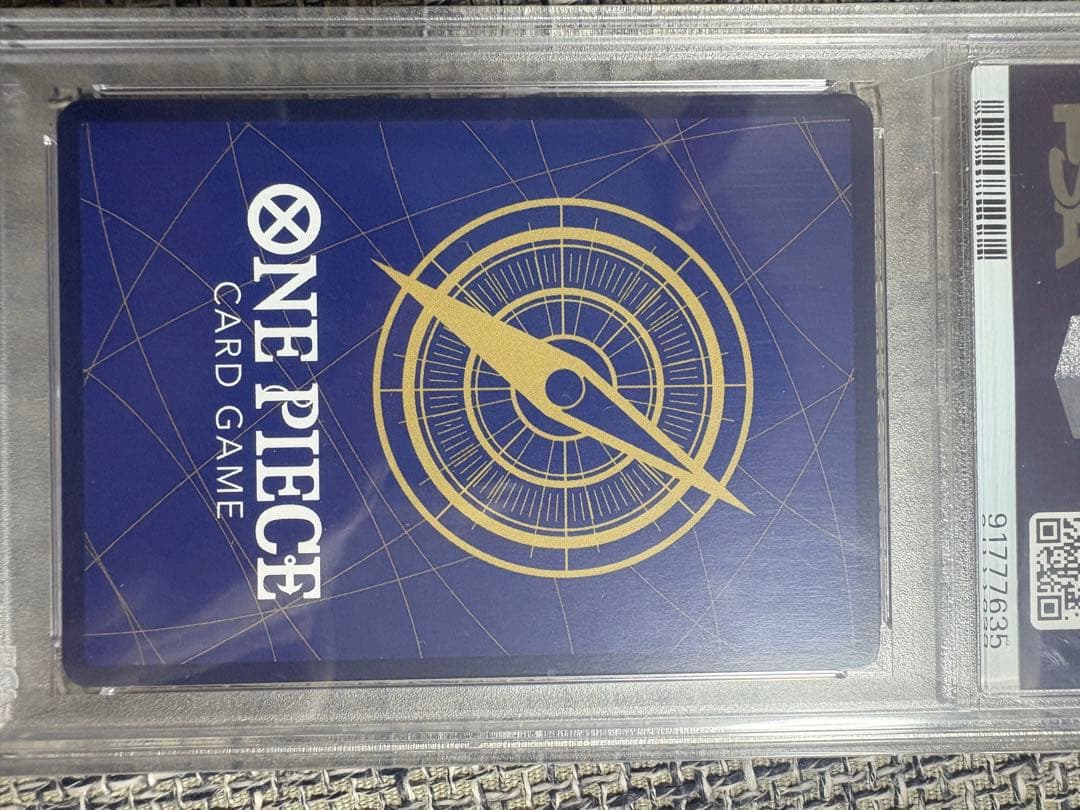 ONE PIECE
CARD GAME
PSA
91777635